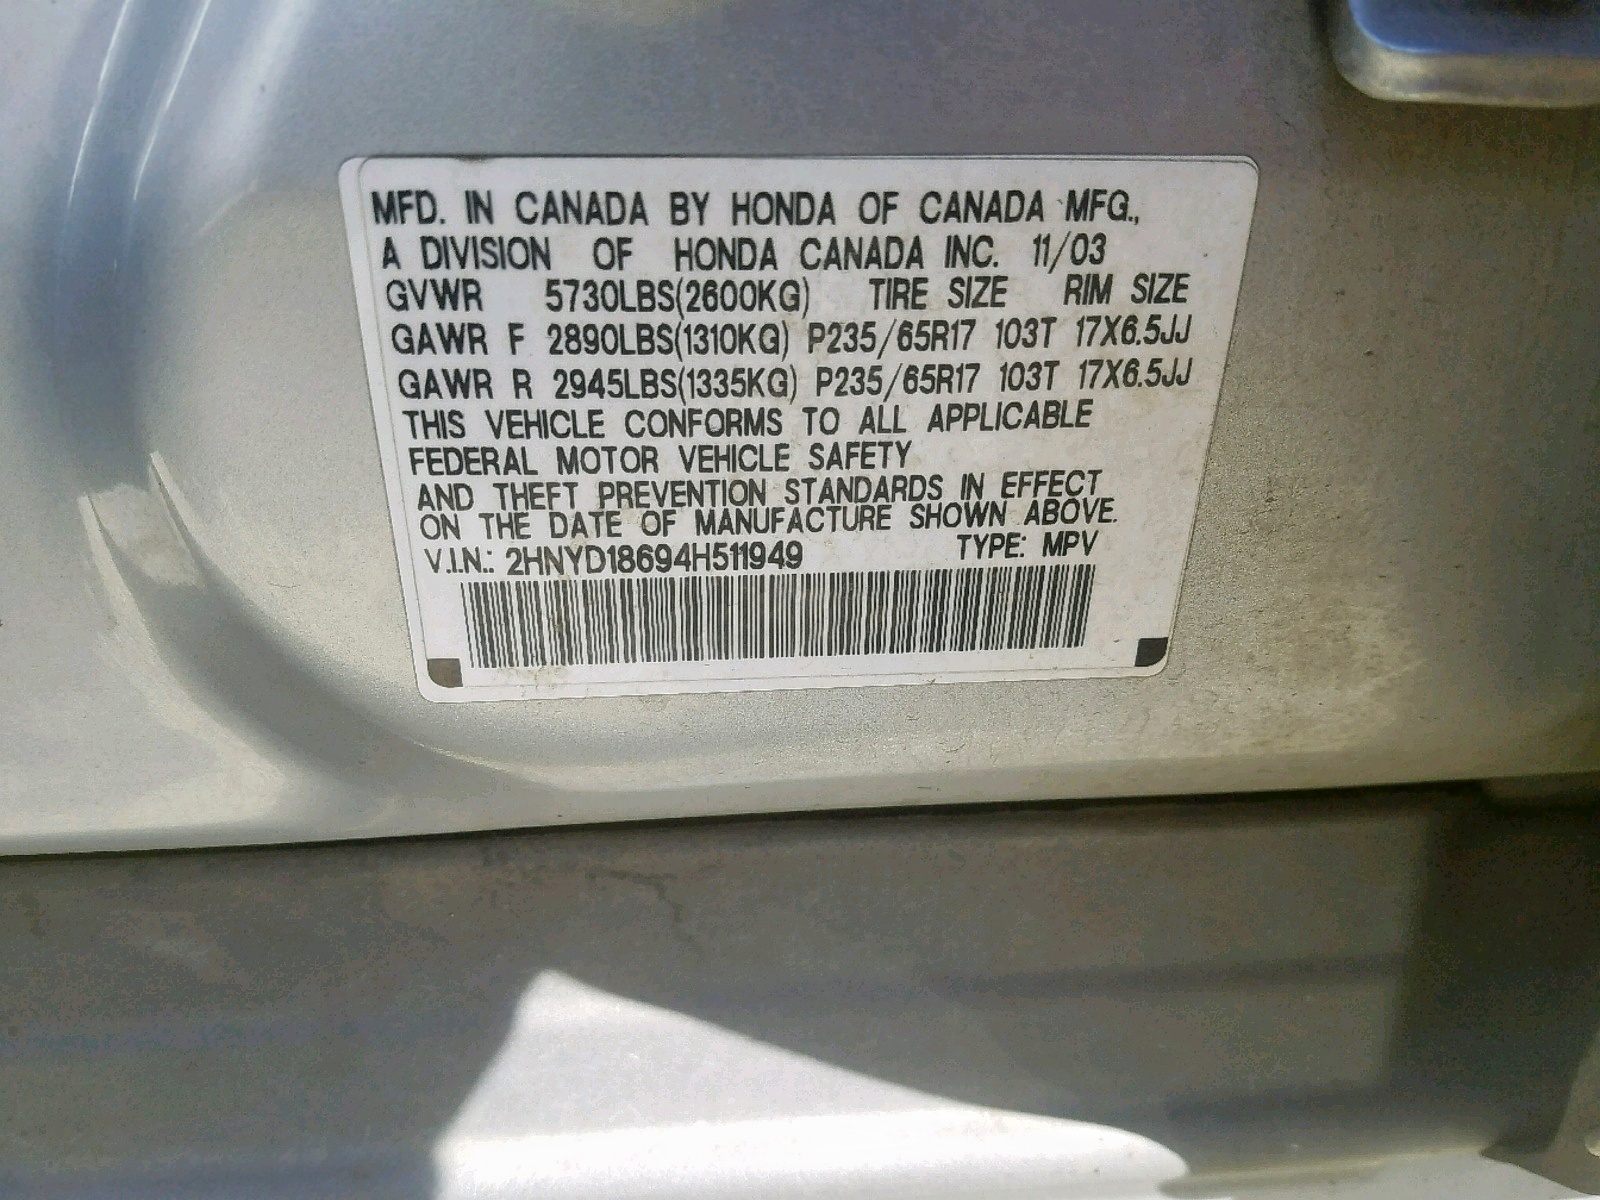 MFD. IN CANADA BY HONDA OF CANADA MFG.,
A DIVISION OF HONDA CANADA INC. 11/03
GVWR 5730LBS(2600KG) TIRE SIZE RIM SIZE
GAWR F 2890LBS(1310KG) P235/65R17 103T 17X6.5JJ
GAWR R 2945LBS(1335KG) P235/65R17 103T 17X6.5JJ
THIS VEHICLE CONFORMS TO ALL APPLICABLE
FEDERAL MOTOR VEHICLE SAFETY
AND THEFT PREVENTION STANDARDS IN EFFECT
ON THE DATE OF MANUFACTURE SHOWN ABOVE.
V.I.N.: 2HNYD18694H511949 TYPE: MPV